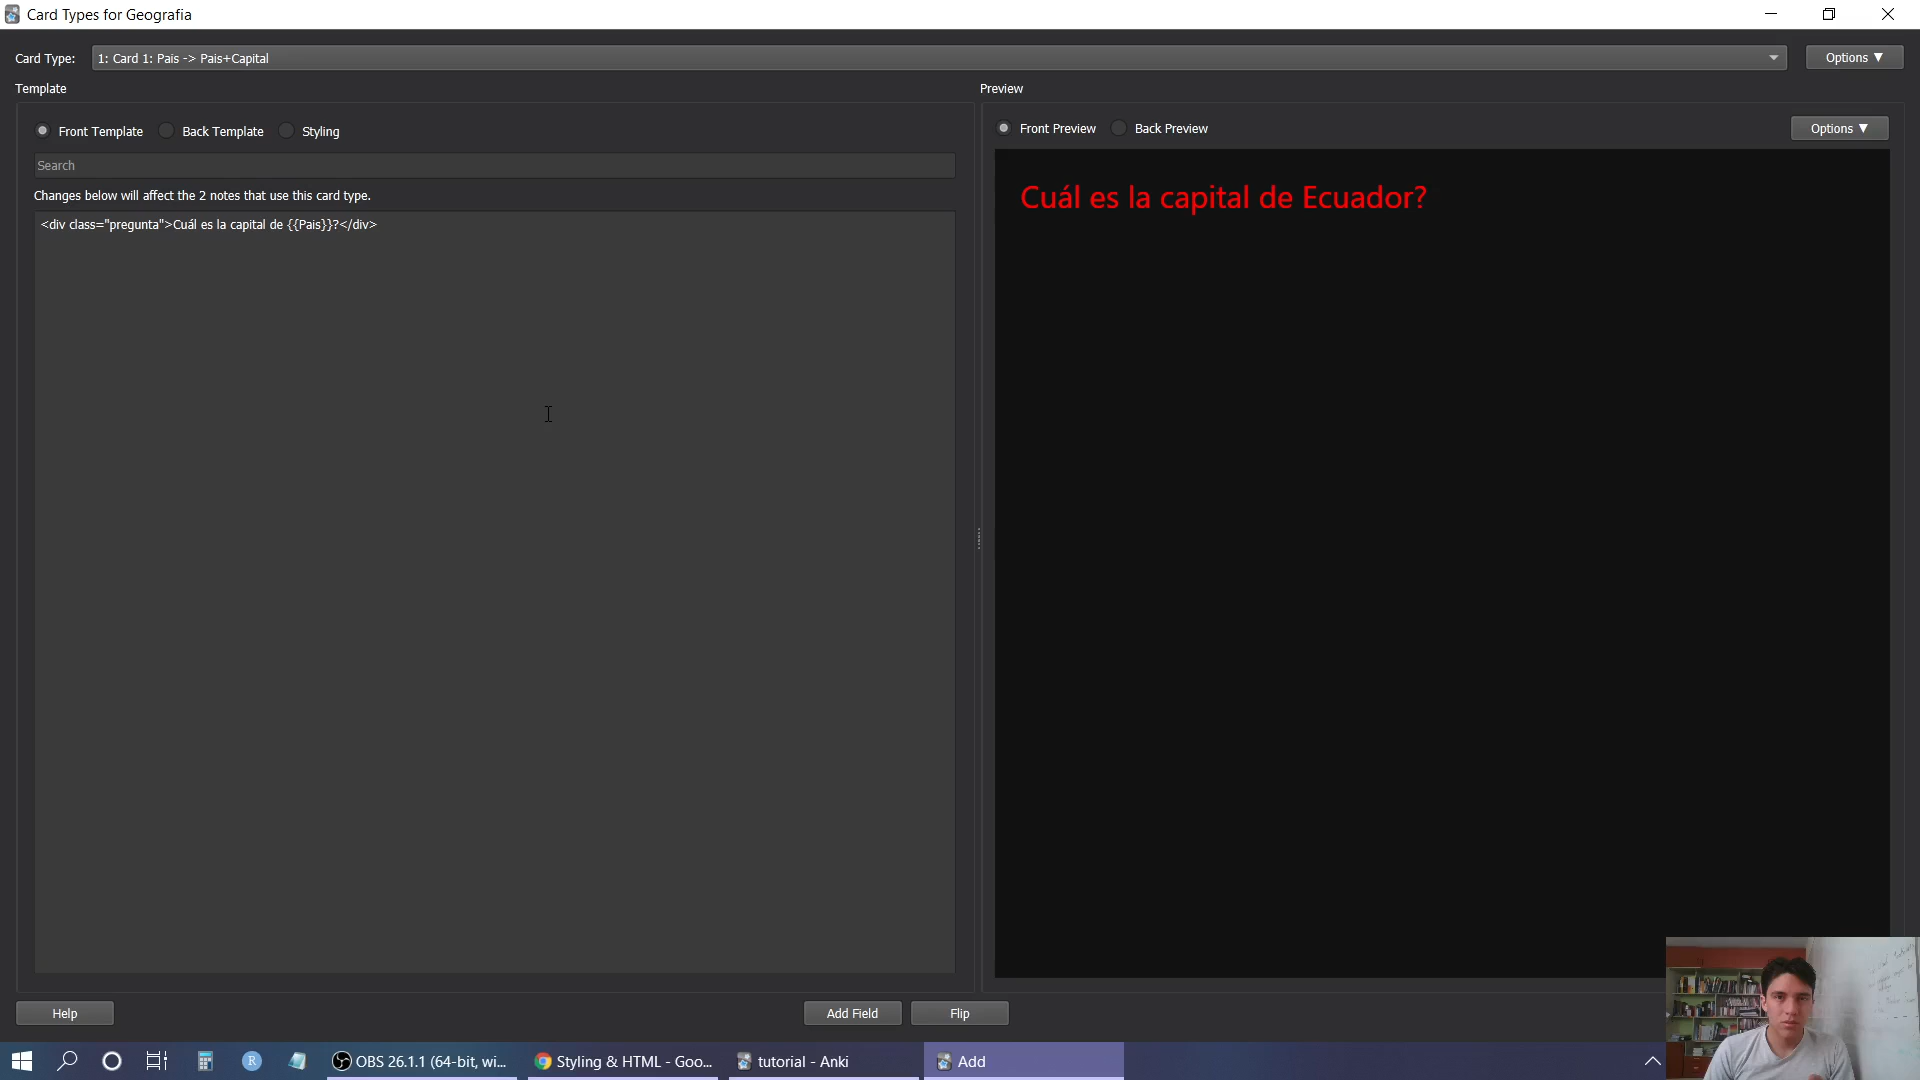 Card Types for Geografia
Card Type:
1: Card 1: Pais -> Pais+Capital
Options ▼
Template
Preview
Front Template
Back Template
Styling
Front Preview
Back Preview
Options ▼
Search
Changes below will affect the 2 notes that use this card type.
<div class="pregunta">Cuál es la capital de {{Pais}}?</div>
Cuál es la capital de Ecuador?
Help
Add Field
Flip
OBS 26.1.1 (64-bit, wi...
Styling & HTML - Goo...
tutorial - Anki
Add